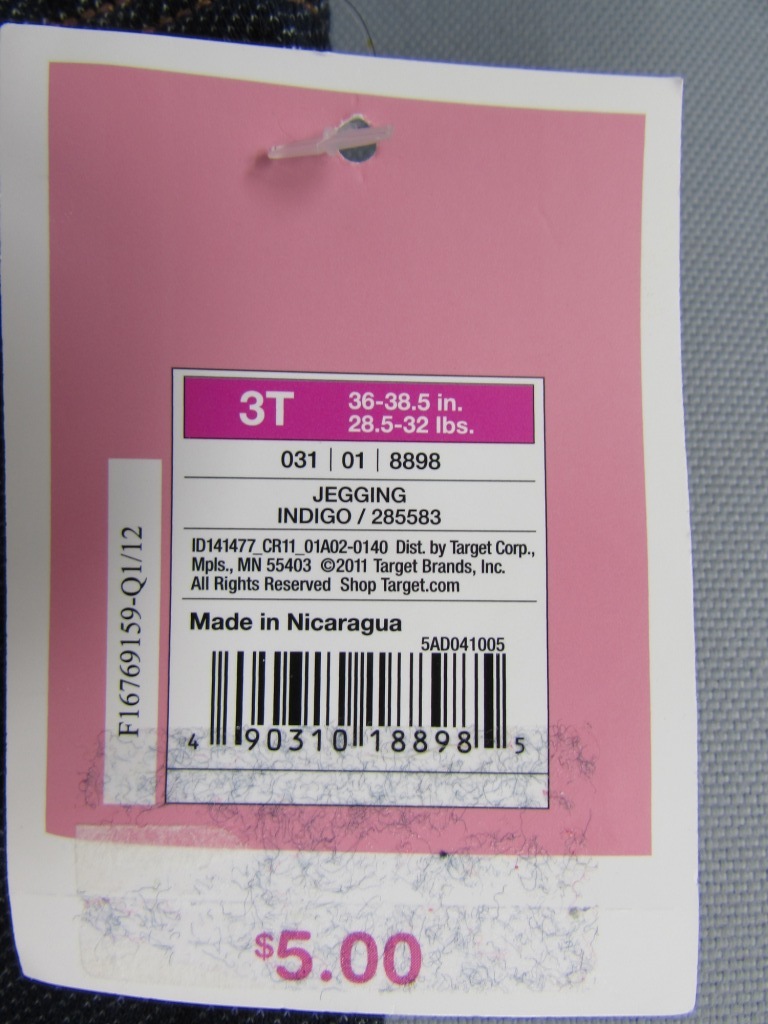 3T
36-38.5 in.
28.5-32 lbs.
031 | 01 | 8898
JEGGING
INDIGO / 285583
ID141477_CR11_01A02-0140 Dist. by Target Corp.,
Mpls., MN 55403 ©2011 Target Brands, Inc.
All Rights Reserved Shop Target.com
Made in Nicaragua
5AD041005
4 90310 18898 5
F16769159-Q1/12
$5.00